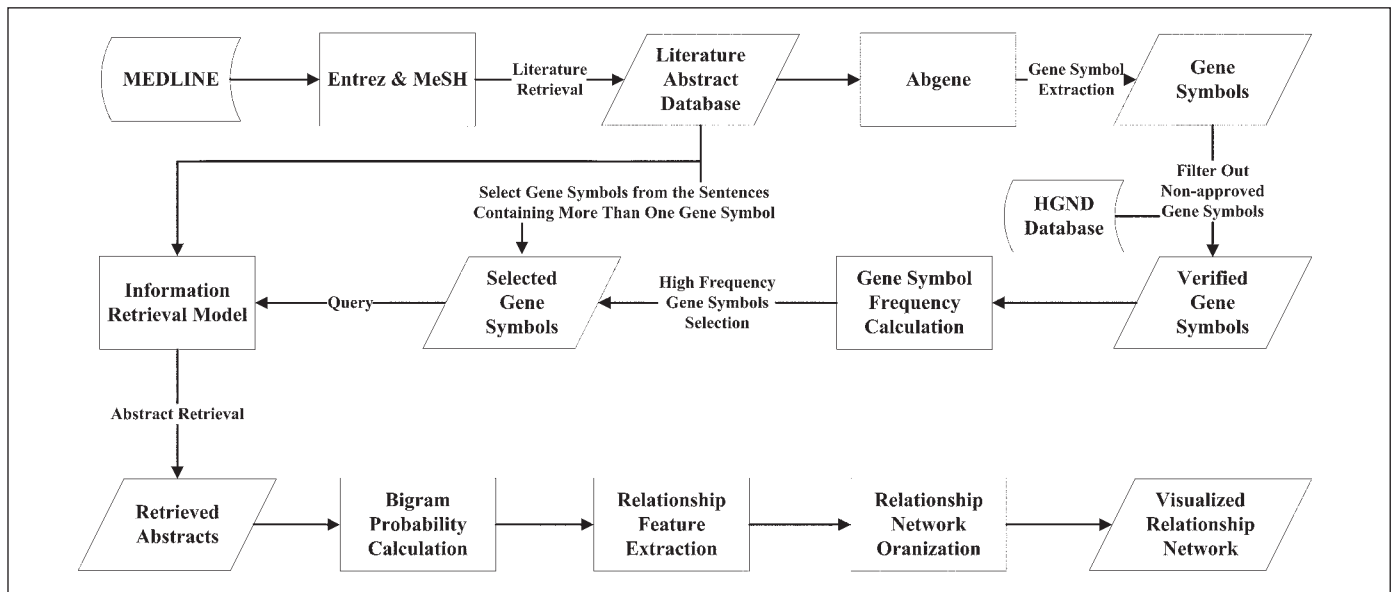 MEDLINE
Entrez & MeSH
Literature
Retrieval
Literature
Abstract
Database
Abgene
Gene Symbol
Extraction
Gene
Symbols
Select Gene Symbols from the Sentences
Containing More Than One Gene Symbol
HGND
Database
Filter Out
Non-approved
Gene Symbols
Information
Retrieval Model
Query
Selected
Gene
Symbols
High Frequency
Gene Symbols
Selection
Gene Symbol
Frequency
Calculation
Verified
Gene
Symbols
Abstract Retrieval
Retrieved
Abstracts
Bigram
Probability
Calculation
Relationship
Feature
Extraction
Relationship
Network
Oranization
Visualized
Relationship
Network